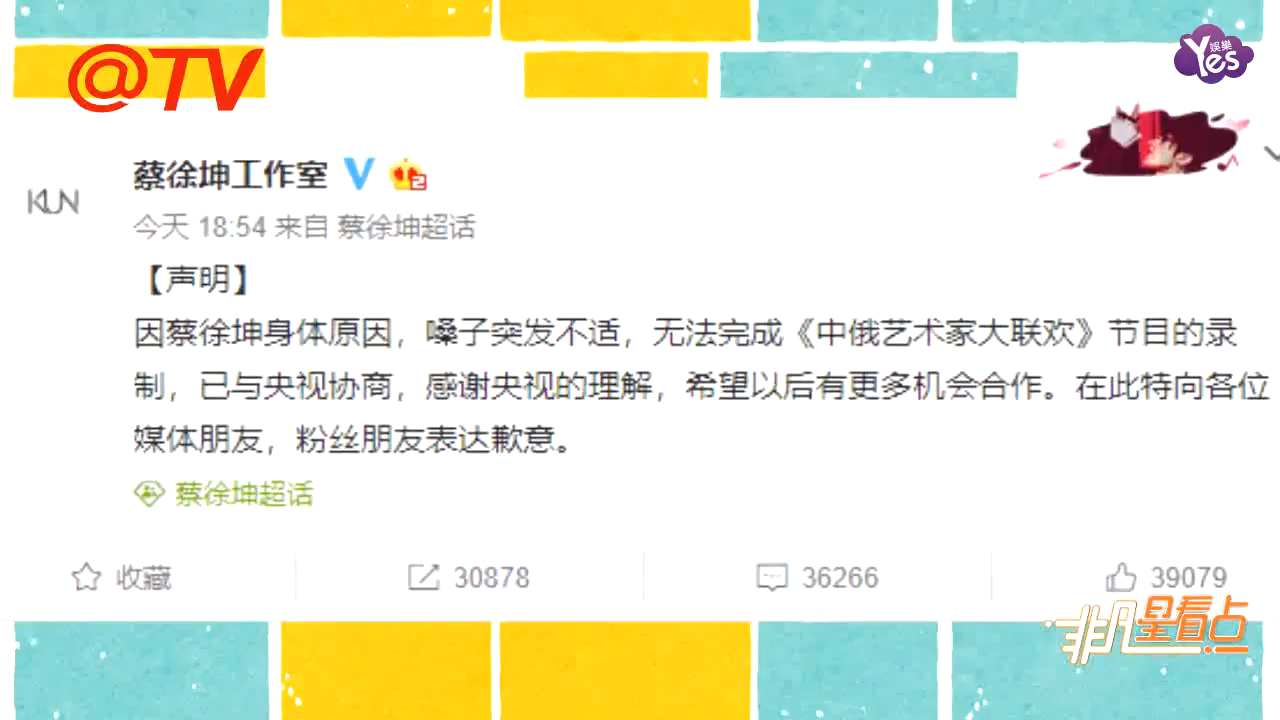 @TV
Yes
娱樂
蔡徐坤工作室
2
KUN
今天 18:54 来自 蔡徐坤超话
【声明】
因蔡徐坤身体原因，嗓子突发不适，无法完成《中俄艺术家大联欢》节目的录
制，已与央视协商，感谢央视的理解，希望以后有更多机会合作。在此特向各位
媒体朋友，粉丝朋友表达歉意。
蔡徐坤超话
收藏
30878
36266
39079
非凡星看点